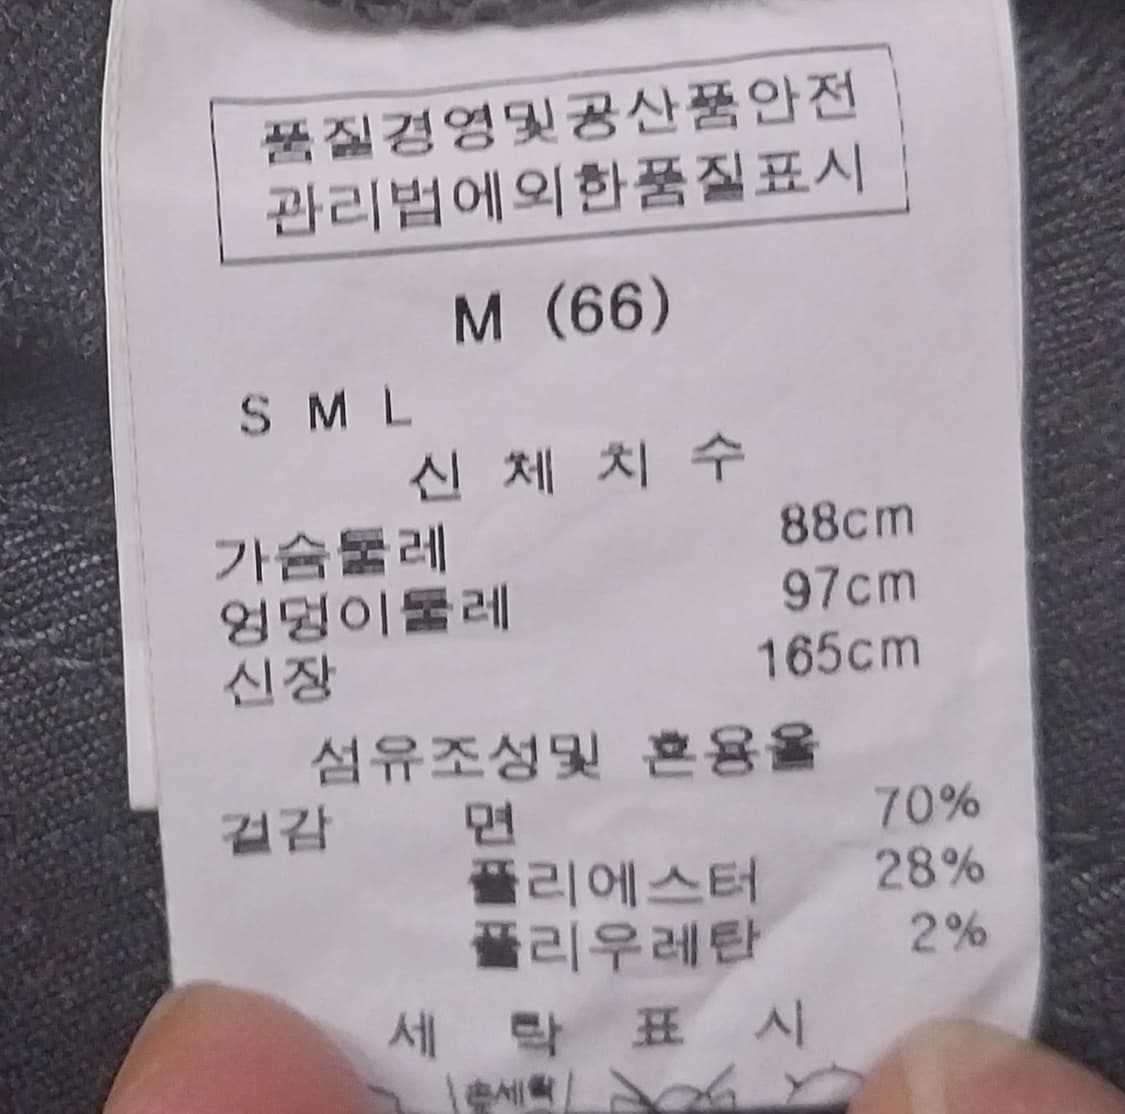 품질경영및공산품안전
관리법에의한품질표시
M (66)
S M L
신 체 치 수
가슴둘레 88cm
엉덩이둘레 97cm
신장 165cm
섬유조성및 혼용율
겉감 면 70%
폴리에스터 28%
폴리우레탄 2%
세 탁 표 시
손세탁